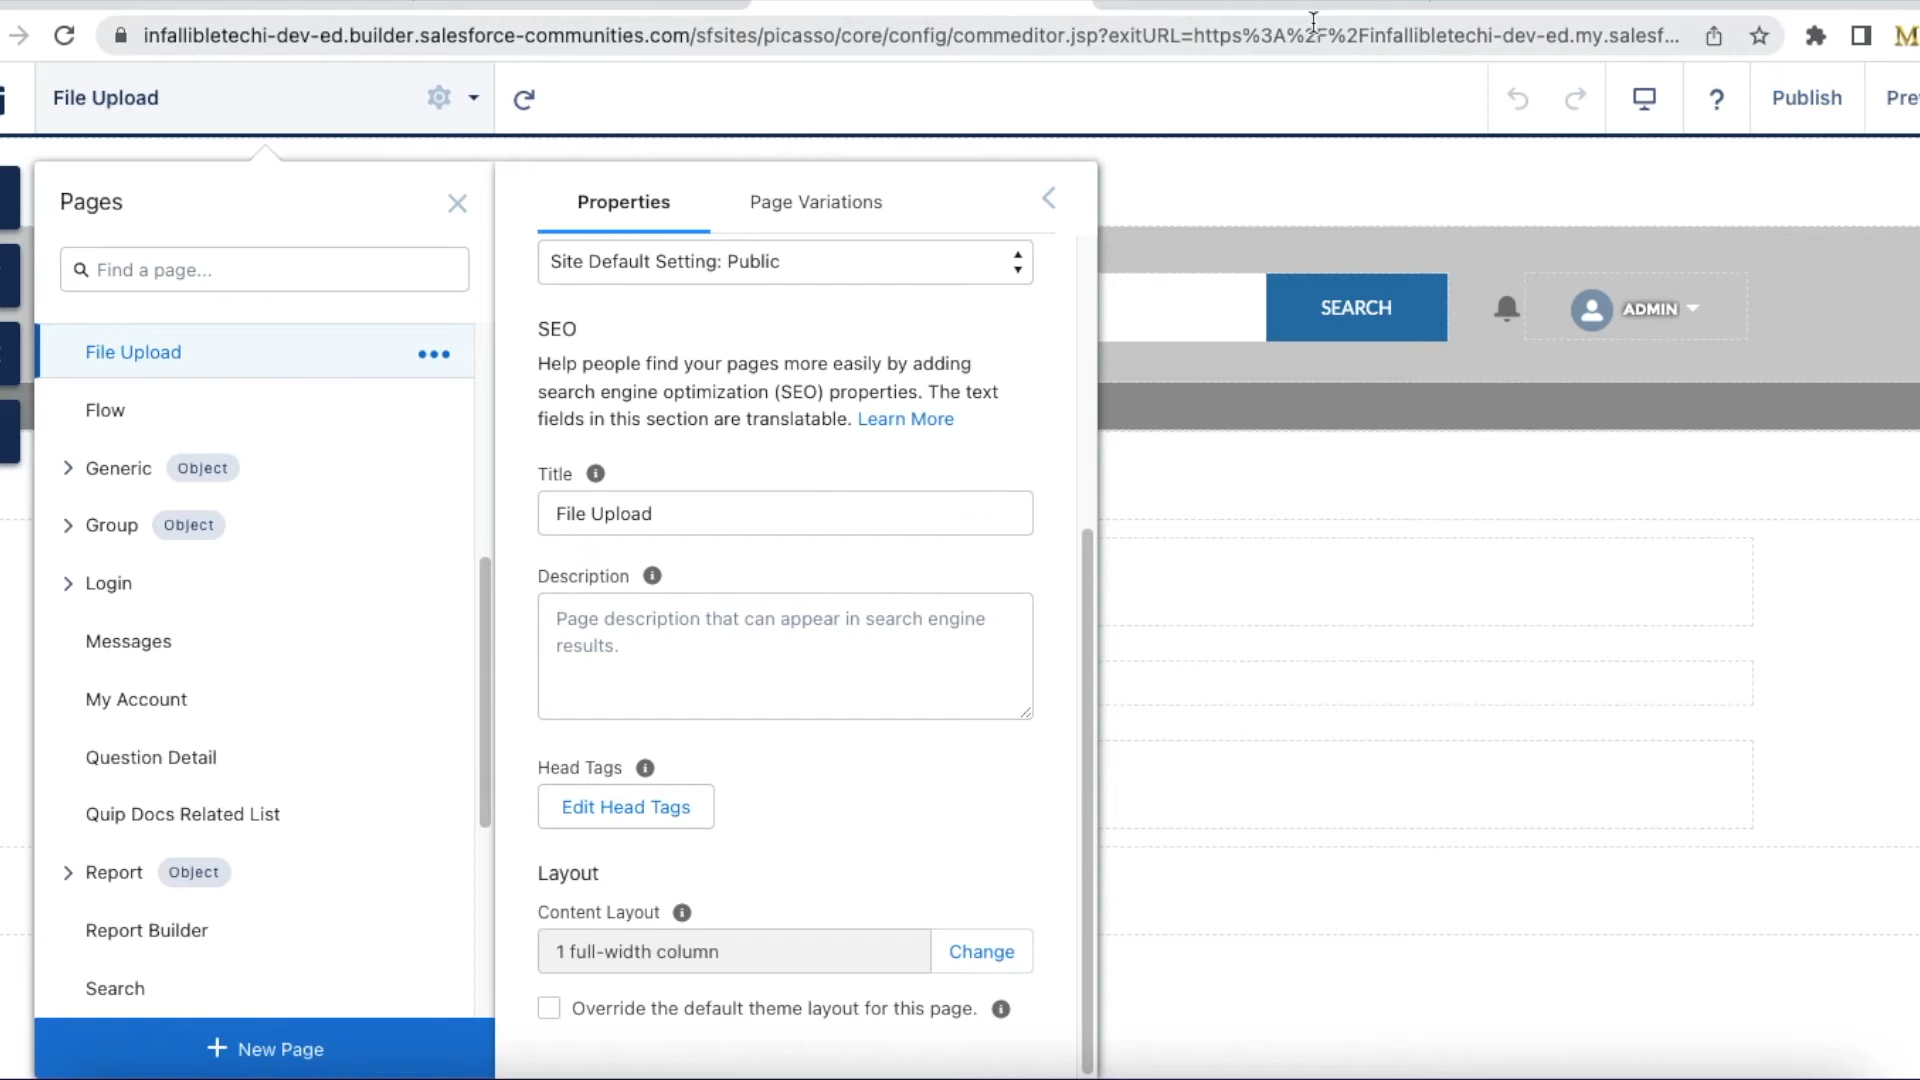 infallibletechi-dev-ed.builder.salesforce-communities.com/sfsites/picasso/core/config/commeditor.jsp?exitURL=https%3A%2F%2Finfallibletechi-dev-ed.my.salesf...
File Upload
?
Publish
Pre
Pages
Find a page...
File Upload
Flow
Generic Object
Group Object
Login
Messages
My Account
Question Detail
Quip Docs Related List
Report Object
Report Builder
Search
New Page
Properties
Page Variations
Site Default Setting: Public
SEO
Help people find your pages more easily by adding
search engine optimization (SEO) properties. The text
fields in this section are translatable. Learn More
Title
File Upload
Description
Page description that can appear in search engine
results.
Head Tags
Edit Head Tags
Layout
Content Layout
1 full-width column
Change
Override the default theme layout for this page.
SEARCH
ADMIN